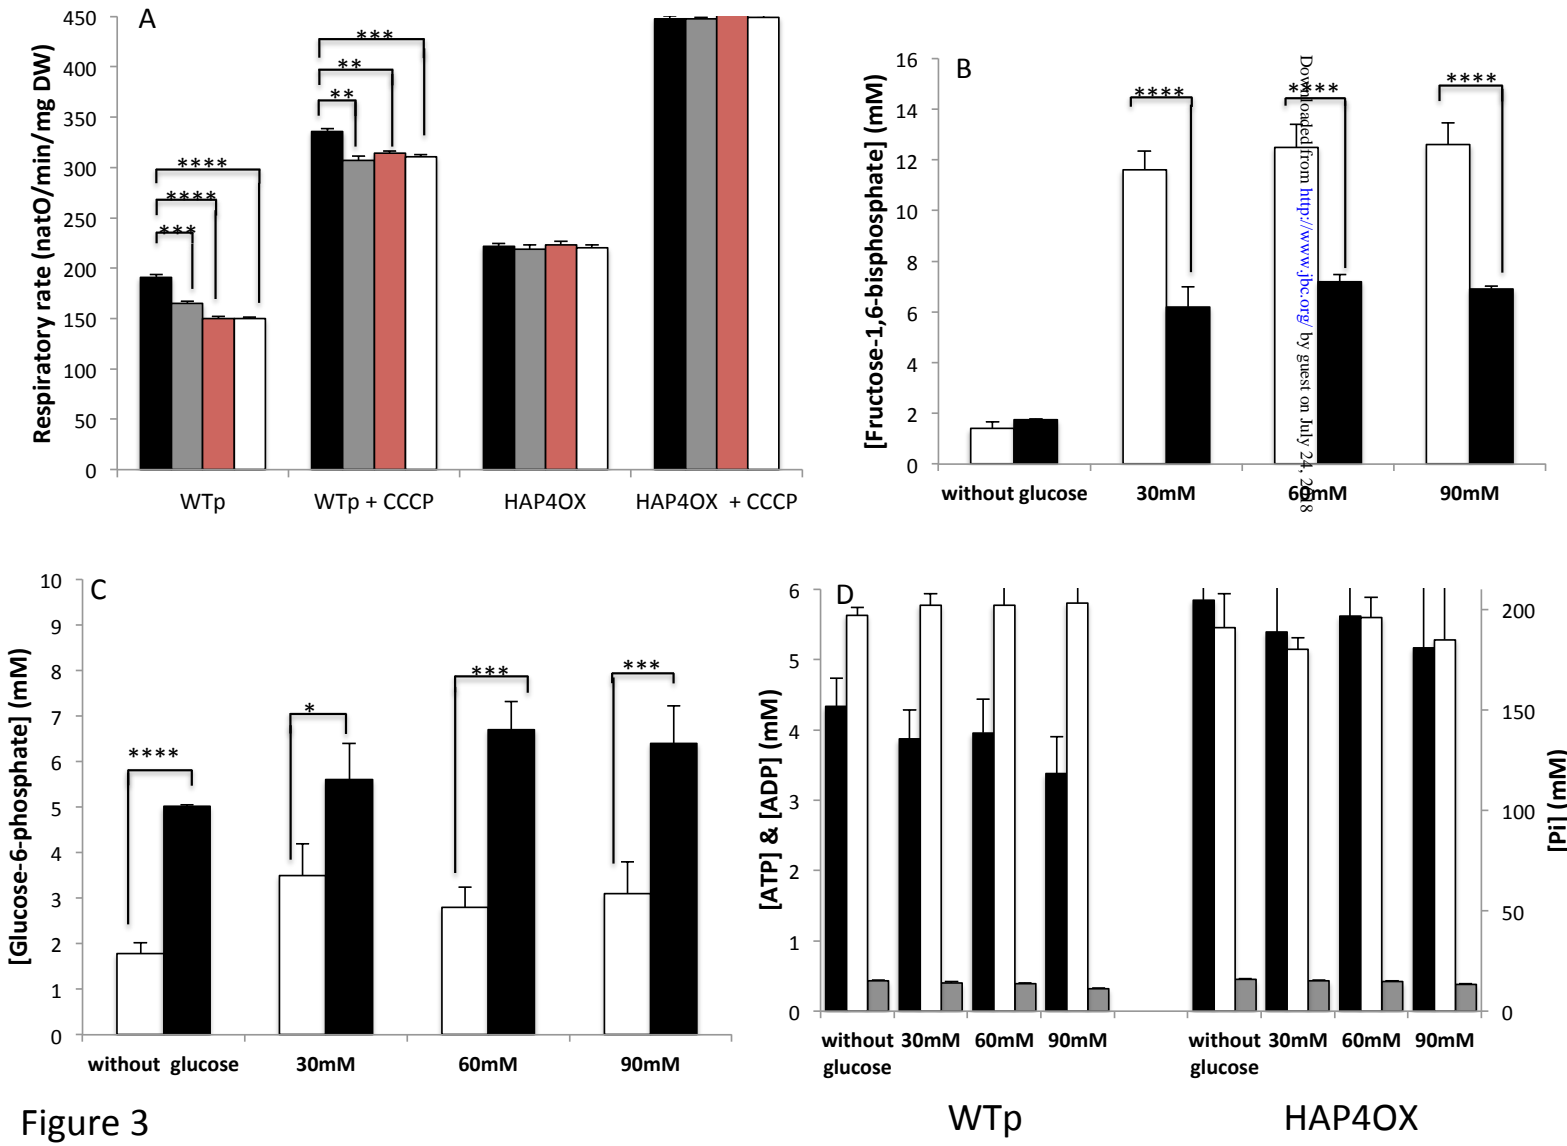 A
Respiratory rate (natO/min/mg DW)
450
400
350
300
250
200
150
100
50
0
***
**
**
****
****
***
WTp
WTp + CCCP
HAP4OX
HAP4OX + CCCP
B
[Fructose-1,6-bisphosphate] (mM)
16
14
12
10
8
6
4
2
0
****
****
****
without glucose
30mM
60mM
90mM
Downloaded from http://www.jbc.org/ by guest on July 24, 2018
C
[Glucose-6-phosphate] (mM)
10
9
8
7
6
5
4
3
2
1
0
****
*
***
***
without glucose
30mM
60mM
90mM
D
[ATP] & [ADP] (mM)
6
5
4
3
2
1
0
200
150
100
50
0
[Pi] (mM)
without glucose
30mM
60mM
90mM
without glucose
30mM
60mM
90mM
WTp
HAP4OX
Figure 3